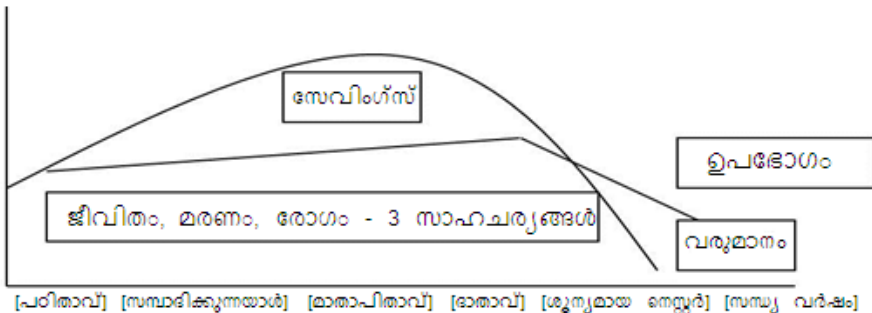 സേവിംഗ്സ്
ഉപഭോഗം
ജീവിതം, മരണം, രോഗം - 3 സാഹചര്യങ്ങൾ
വരുമാനം
[പഠിതാവ്] [സമ്പാദിക്കുന്നയാൾ] [മാതാപിതാവ്] [ദാതാവ്] [ശൂന്യമായ നെസ്റ്റർ] [സന്ധ്യ വർഷം]